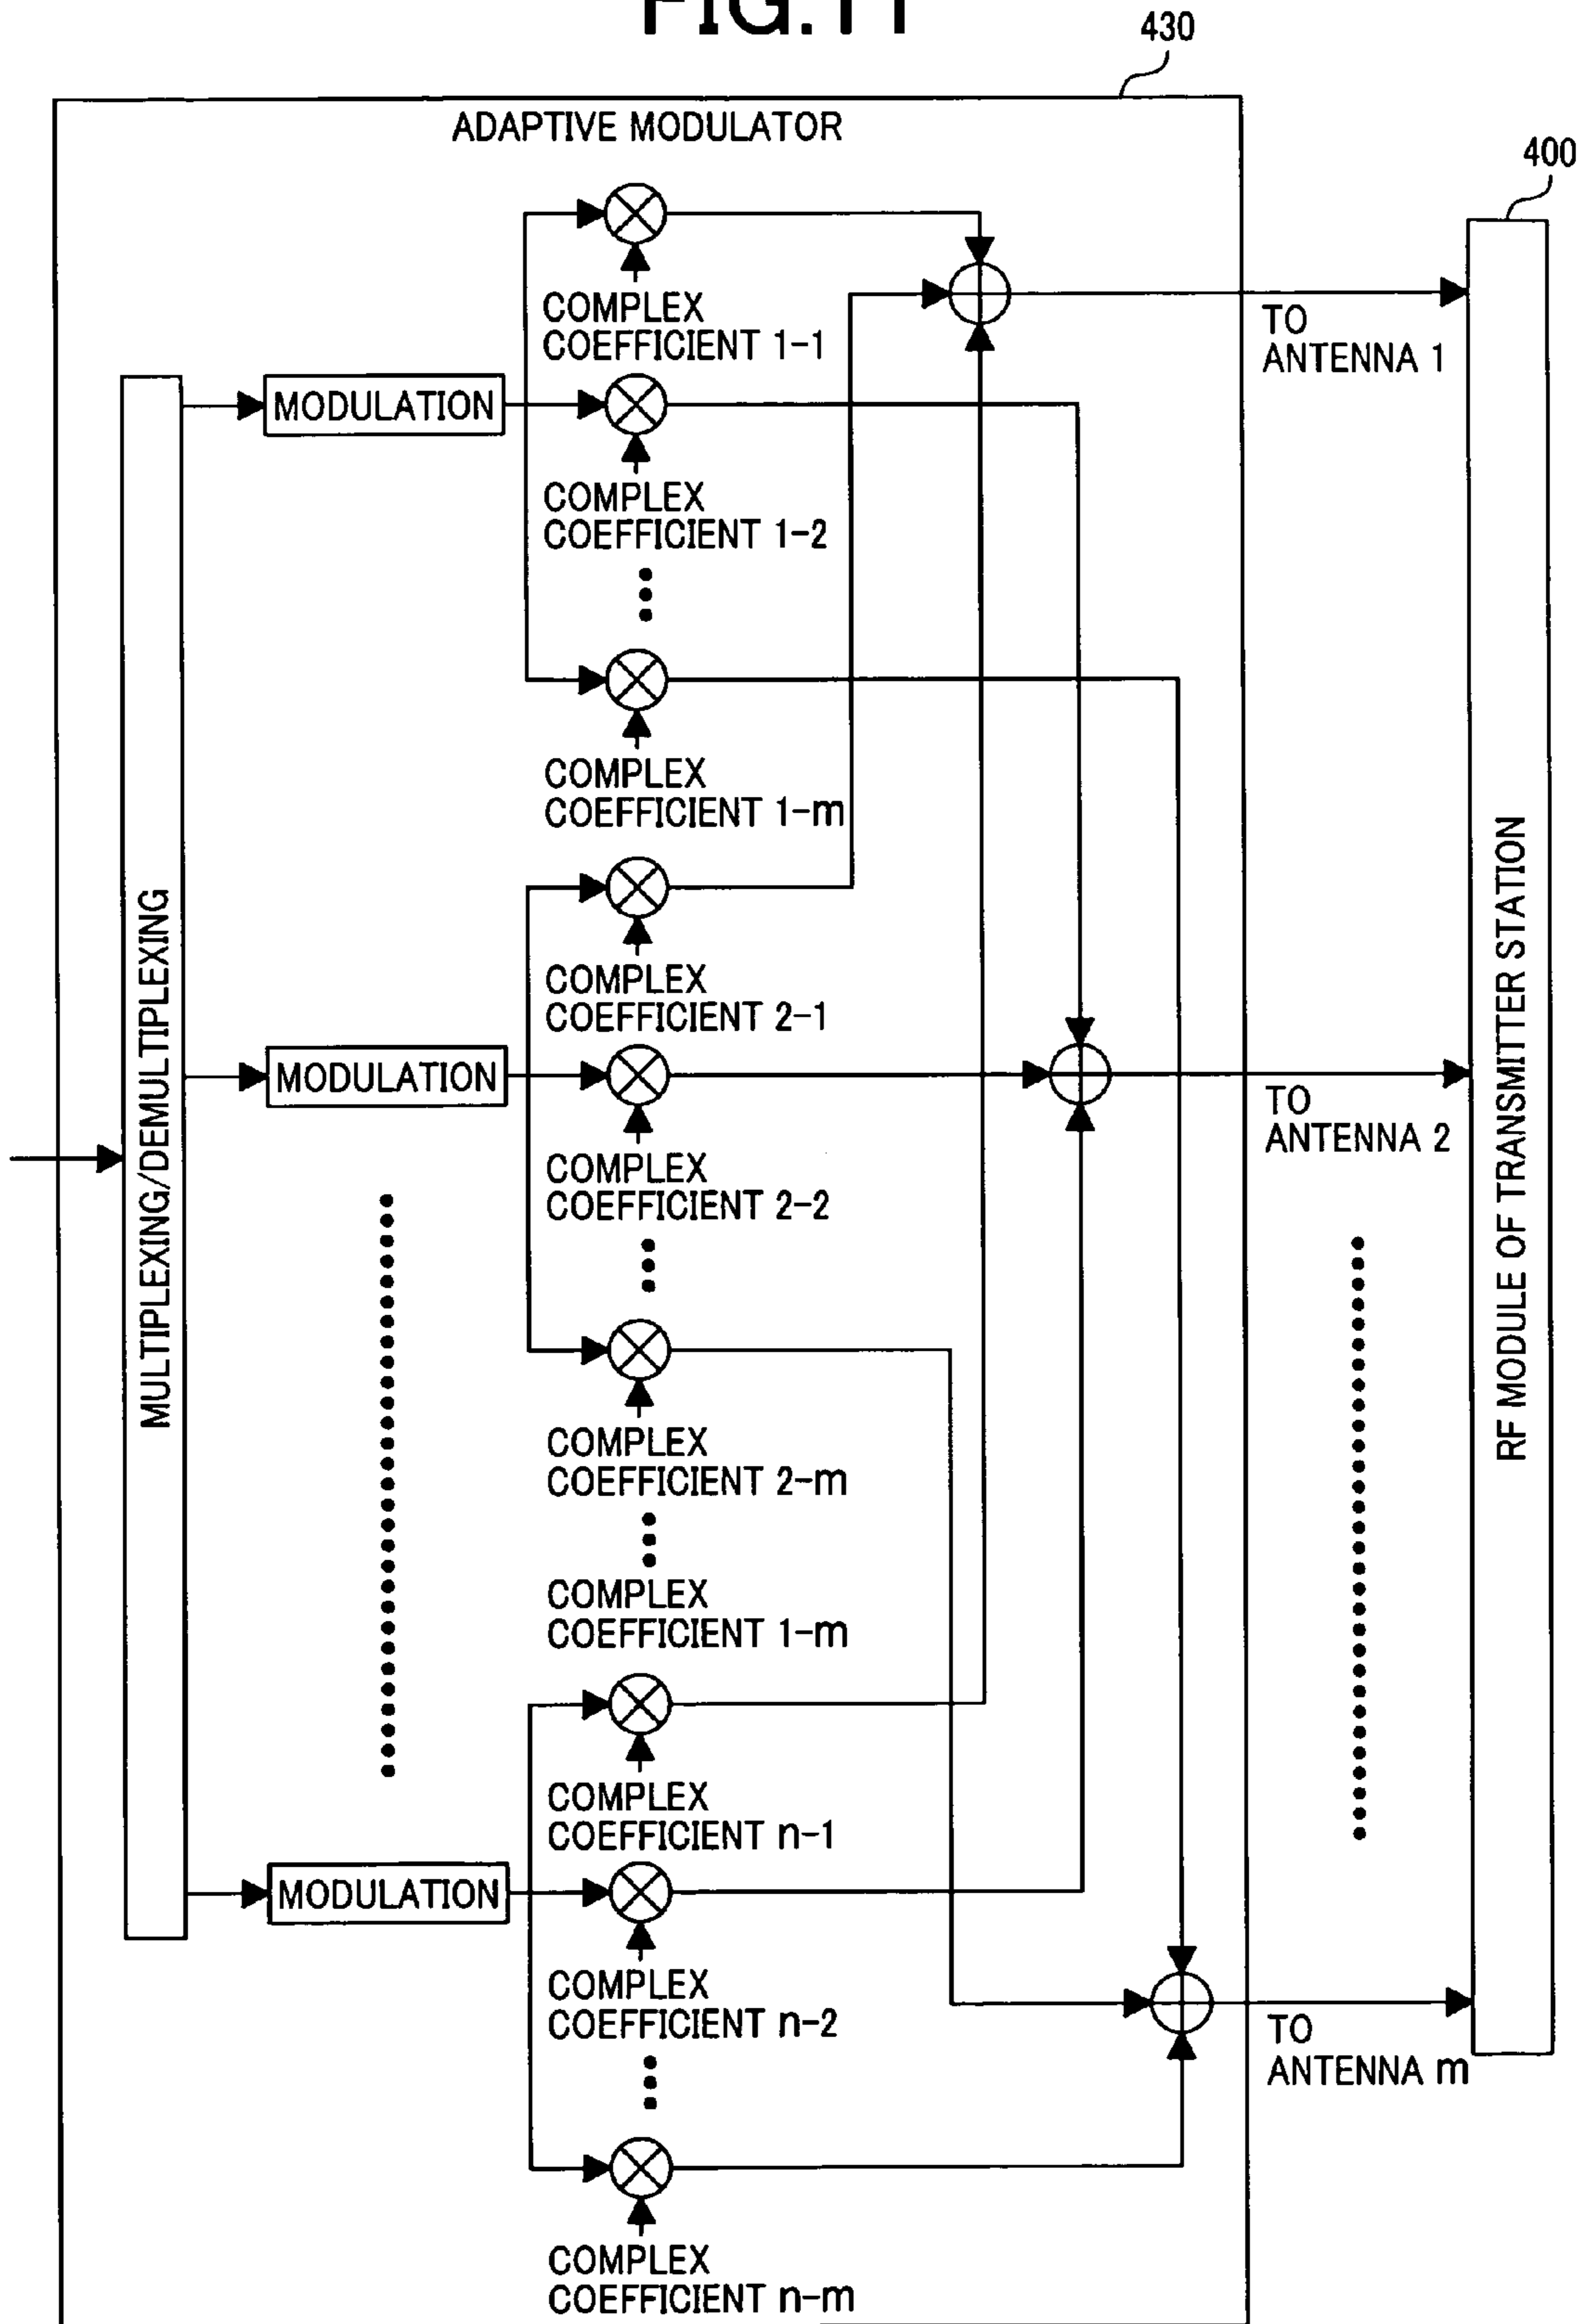 FIG.11
430
ADAPTIVE MODULATOR
400
COMPLEX
COEFFICIENT 1-1
TO
ANTENNA 1
MODULATION
COMPLEX
COEFFICIENT 1-2
COMPLEX
COEFFICIENT 1-m
MULTIPLEXING/DEMULTIPLEXING
RF MODULE OF TRANSMITTER STATION
COMPLEX
COEFFICIENT 2-1
MODULATION
TO
ANTENNA 2
COMPLEX
COEFFICIENT 2-2
COMPLEX
COEFFICIENT 2-m
COMPLEX
COEFFICIENT 1-m
COMPLEX
COEFFICIENT n-1
MODULATION
COMPLEX
COEFFICIENT n-2
TO
ANTENNA m
COMPLEX
COEFFICIENT n-m